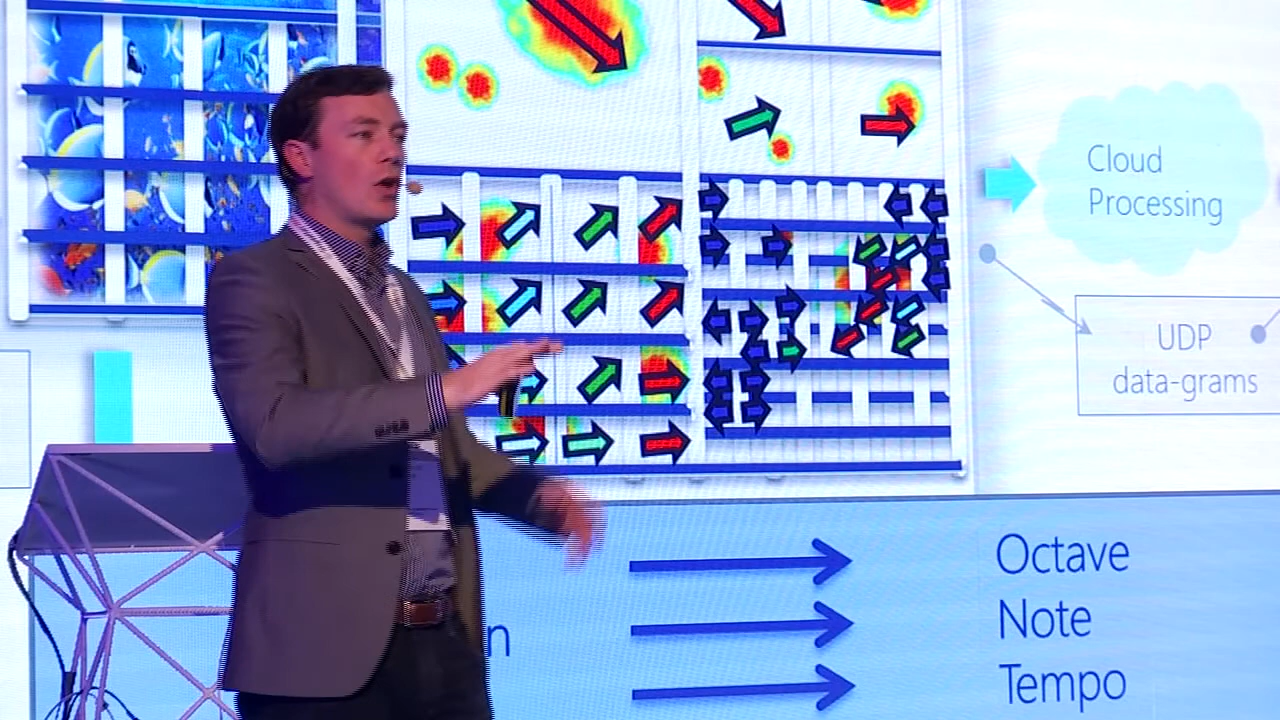 Cloud
Processing
UDP
data-grams
Octave
Note
Tempo